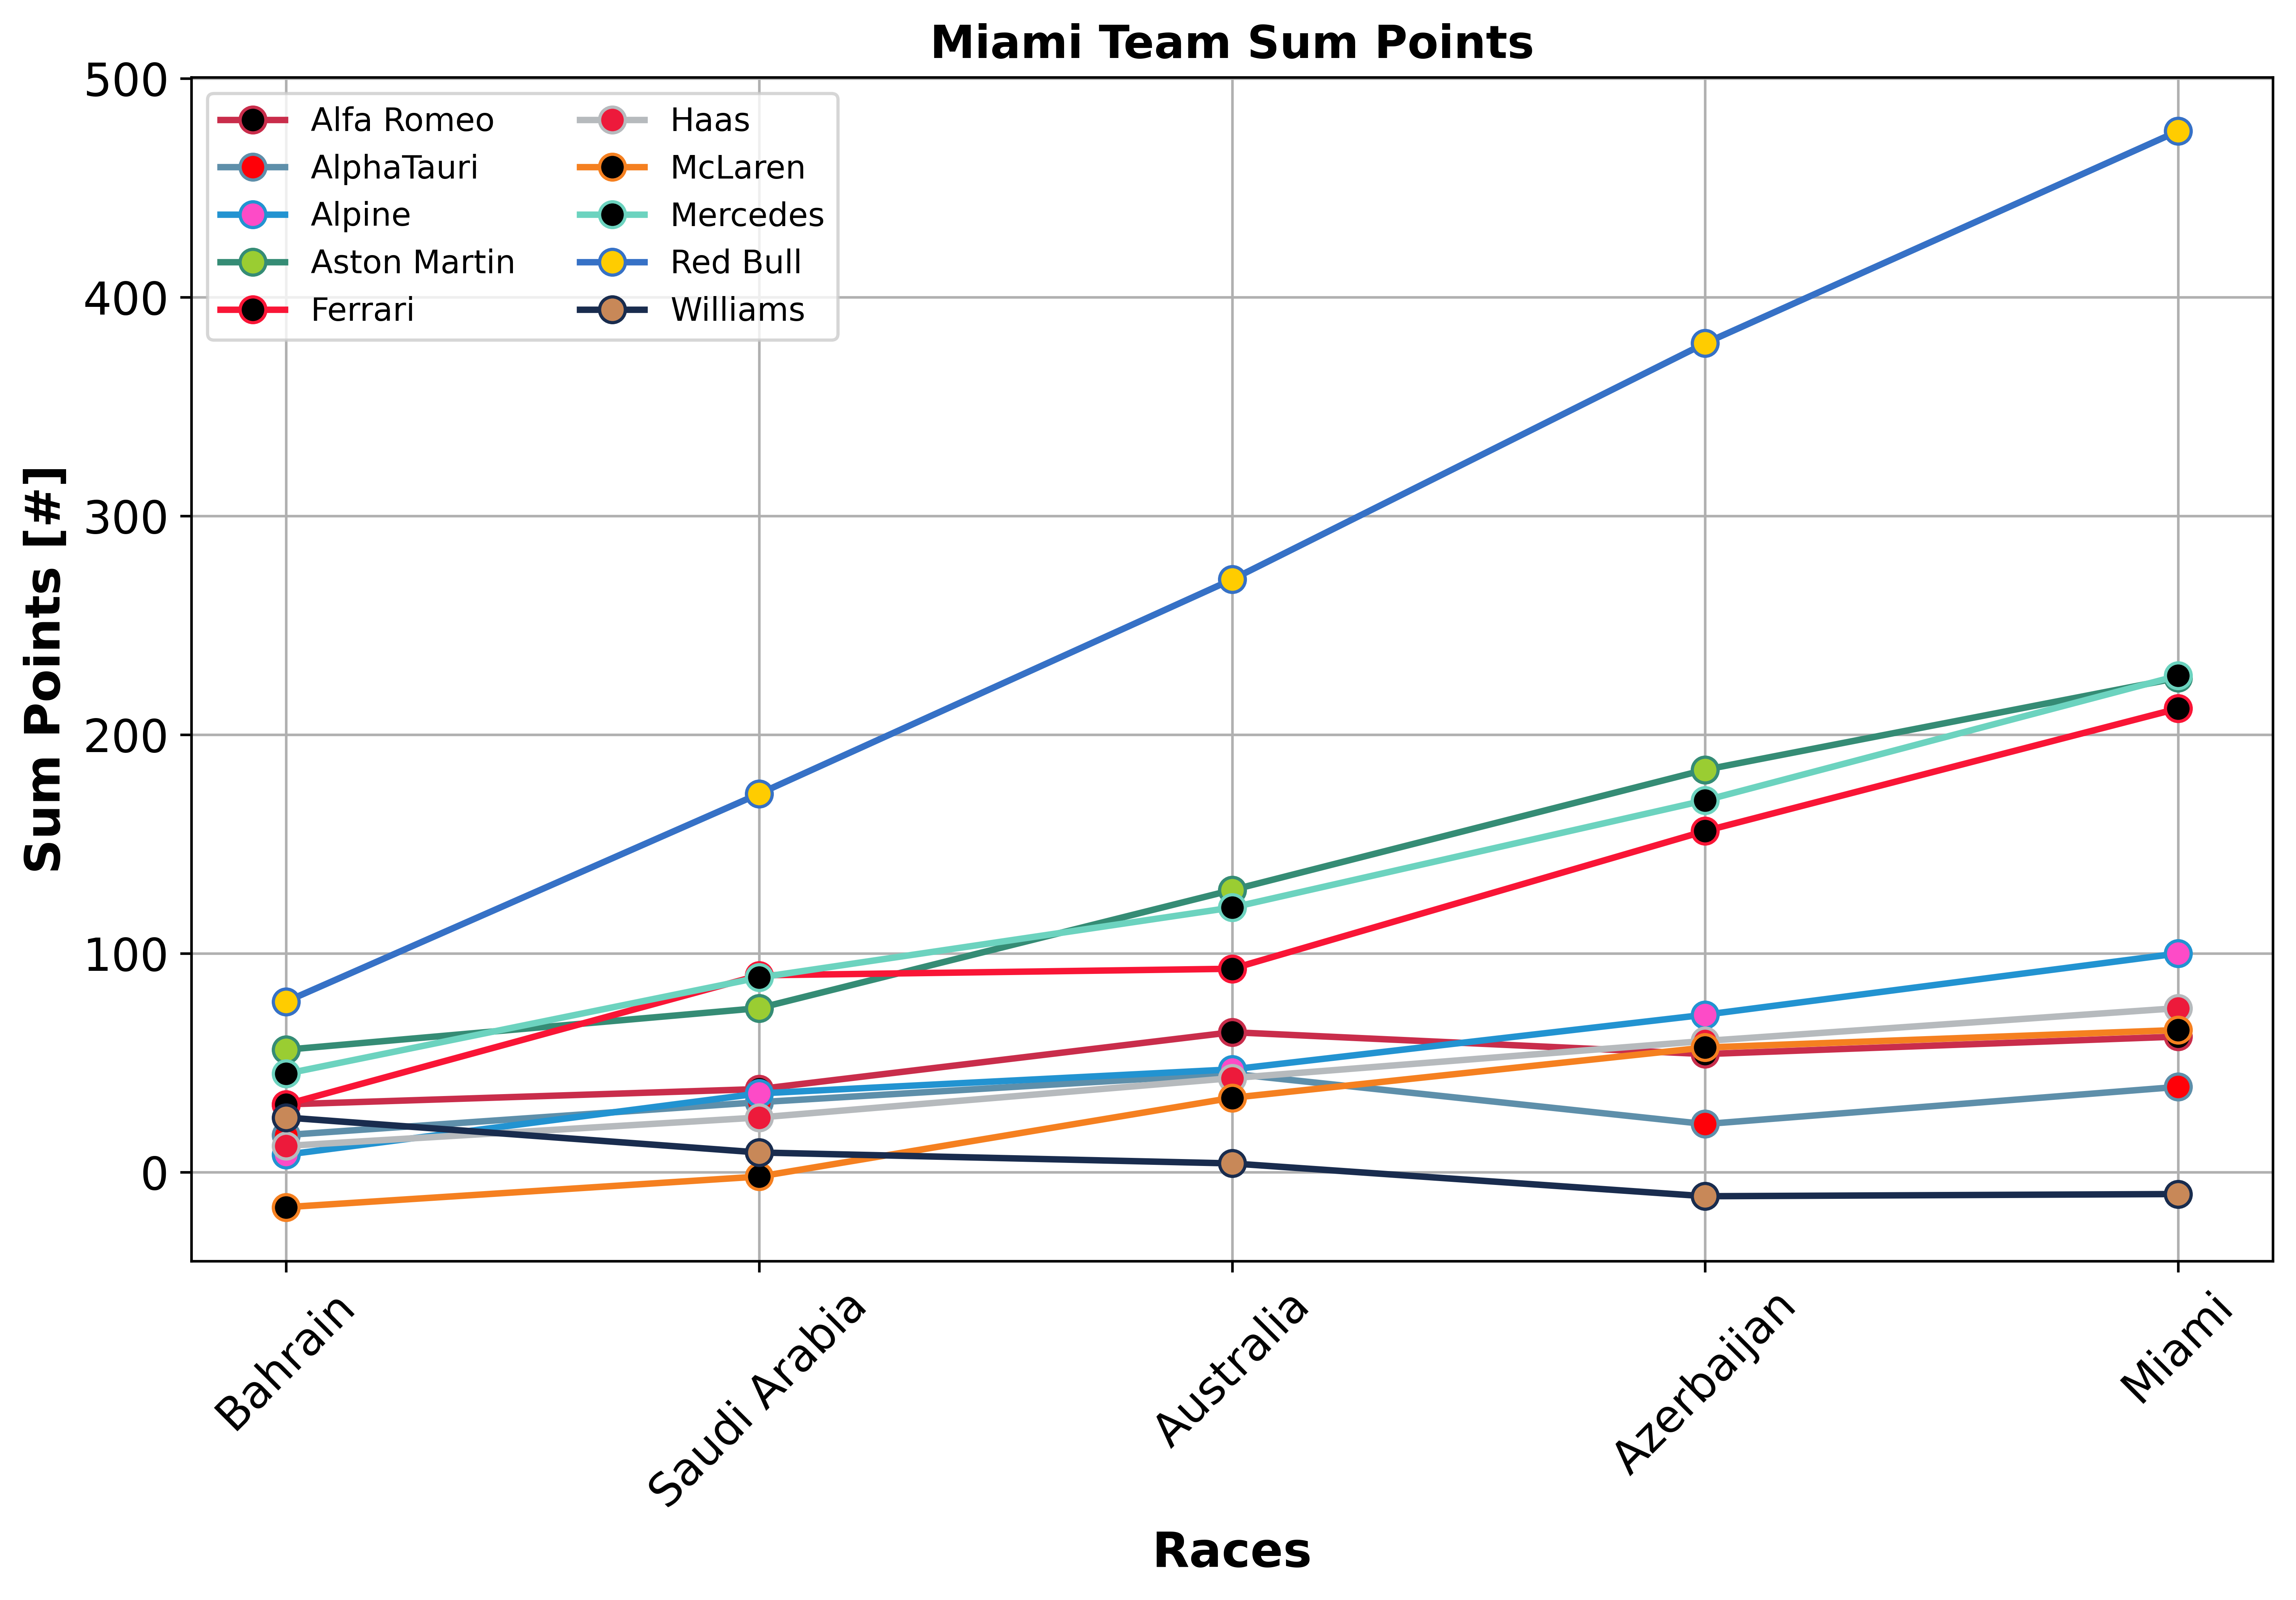 Miami Team Sum Points
Sum Points [#]
500
400
300
200
100
0
Alfa Romeo
AlphaTauri
Alpine
Aston Martin
Ferrari
Haas
McLaren
Mercedes
Red Bull
Williams
Bahrain
Saudi Arabia
Australia
Azerbaijan
Miami
Races